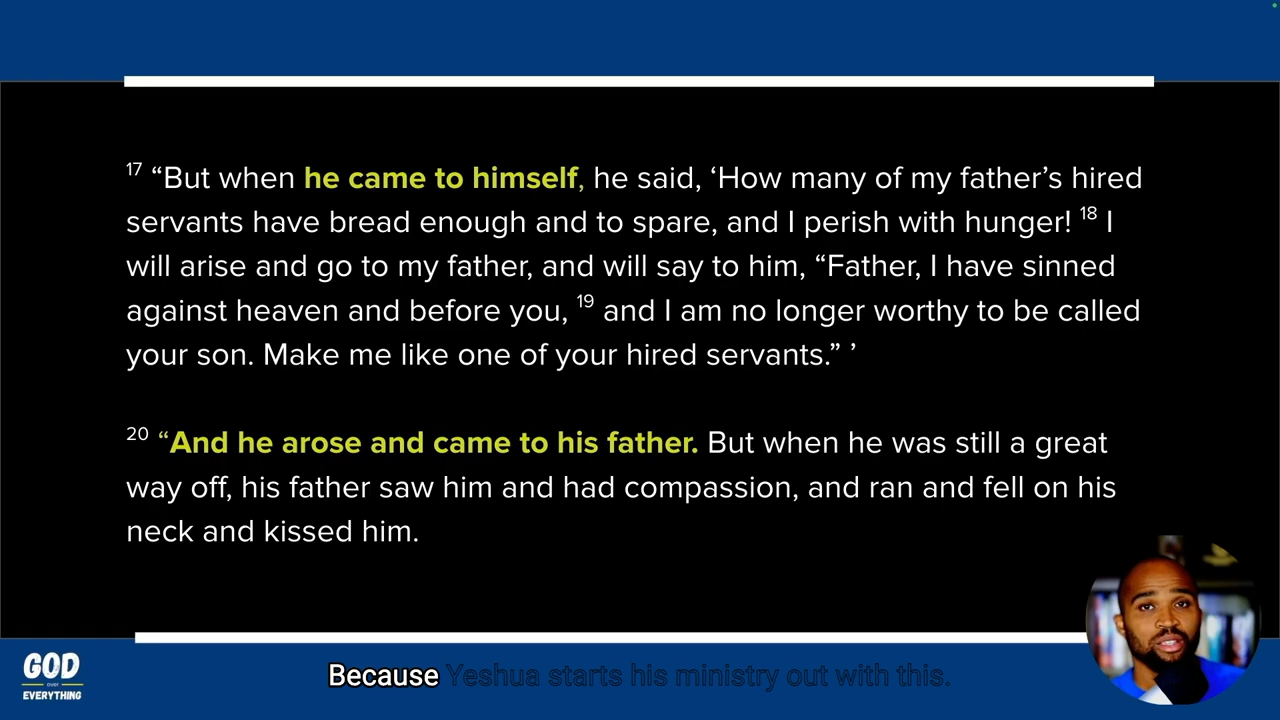 17 “But when he came to himself, he said, ‘How many of my father’s hired
servants have bread enough and to spare, and I perish with hunger! 18 I
will arise and go to my father, and will say to him, “Father, I have sinned
against heaven and before you, 19 and I am no longer worthy to be called
your son. Make me like one of your hired servants.” ’
20 “And he arose and came to his father. But when he was still a great
way off, his father saw him and had compassion, and ran and fell on his
neck and kissed him.
GOD
OVER
EVERYTHING
Because Yeshua starts his ministry out with this.